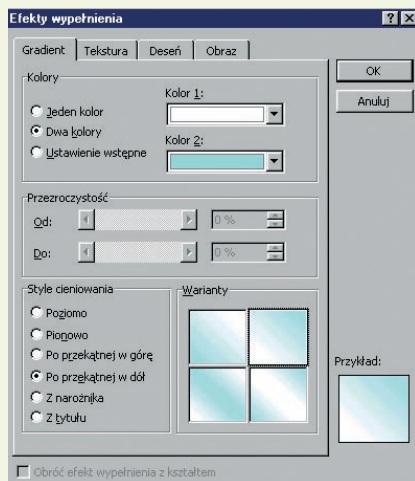 Efekty wypełnienia
Gradient Tekstura Deseń Obraz
OK
Anuluj
Kolory
Jeden kolor
Dwa kolory
Ustawienie wstępne
Kolor 1:
Kolor 2:
Przezroczystość
Od: 0 %
Do: 0 %
Style cieniowania
Poziomo
Pionowo
Po przekątnej w górę
Po przekątnej w dół
Z narożnika
Z tytułu
Warianty
Przykład:
Obróć efekt wypełnienia z kształtem